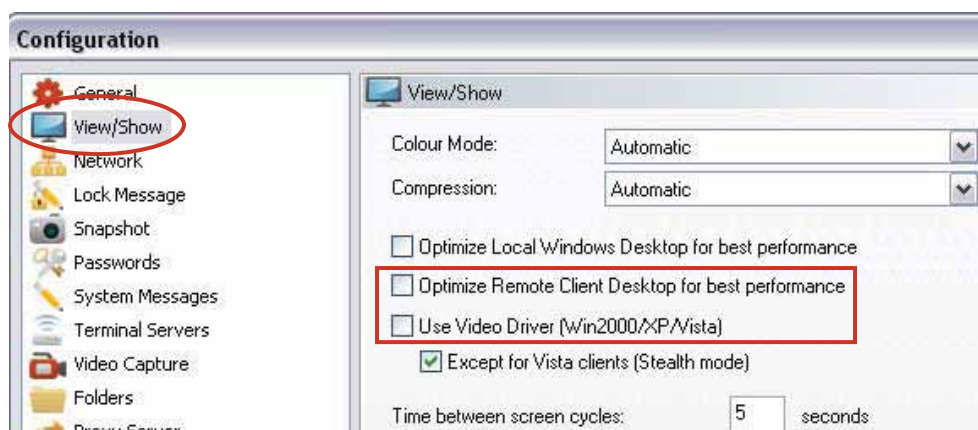 Configuration
General
View/Show
Network
Lock Message
Snapshot
Passwords
System Messages
Terminal Servers
Video Capture
Folders
Proxy Server
View/Show
Colour Mode: Automatic
Compression: Automatic
Optimize Local Windows Desktop for best performance
Optimize Remote Client Desktop for best performance
Use Video Driver (Win2000/XP/Vista)
Except for Vista clients (Stealth mode)
Time between screen cycles: 5 seconds